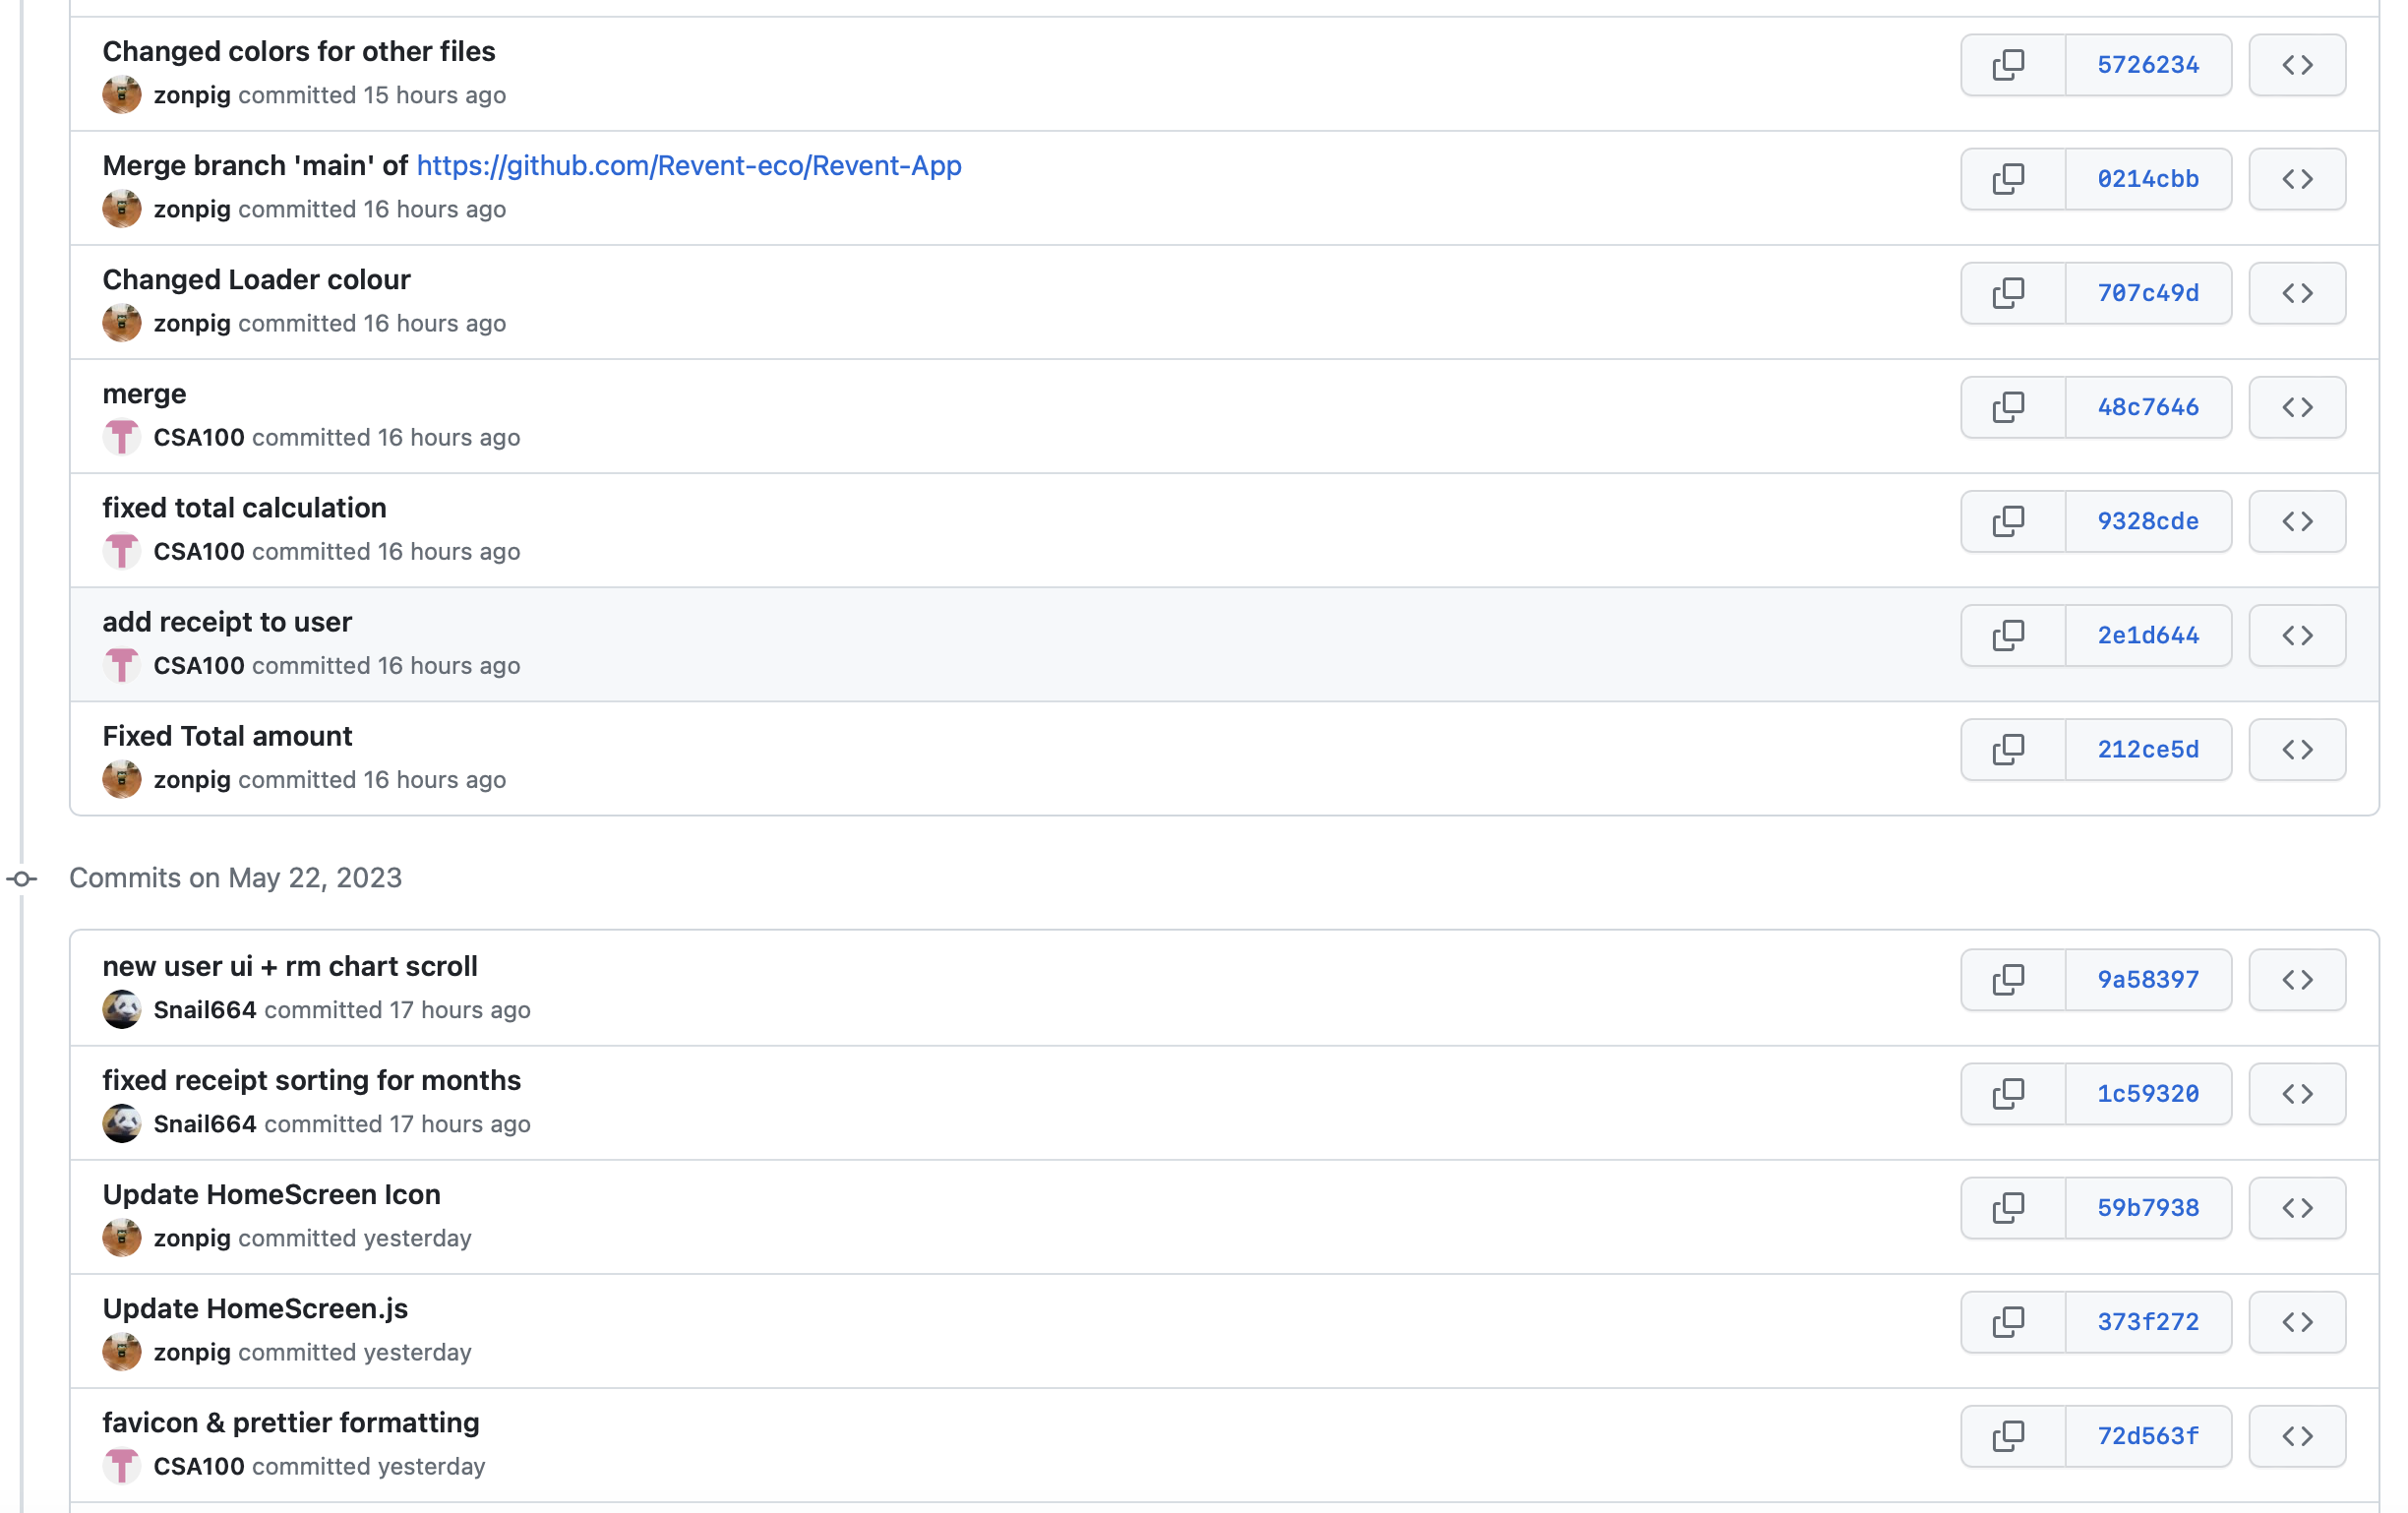 Changed colors for other files
5726234
zonpig committed 15 hours ago
Merge branch 'main' of https://github.com/Revent-eco/Revent-App
0214cbb
zonpig committed 16 hours ago
Changed Loader colour
707c49d
zonpig committed 16 hours ago
merge
48c7646
CSA100 committed 16 hours ago
fixed total calculation
9328cde
CSA100 committed 16 hours ago
add receipt to user
2e1d644
CSA100 committed 16 hours ago
Fixed Total amount
212ce5d
zonpig committed 16 hours ago
Commits on May 22, 2023
new user ui + rm chart scroll
9a58397
Snail664 committed 17 hours ago
fixed receipt sorting for months
1c59320
Snail664 committed 17 hours ago
Update HomeScreen Icon
59b7938
zonpig committed yesterday
Update HomeScreen.js
373f272
zonpig committed yesterday
favicon & prettier formatting
72d563f
CSA100 committed yesterday